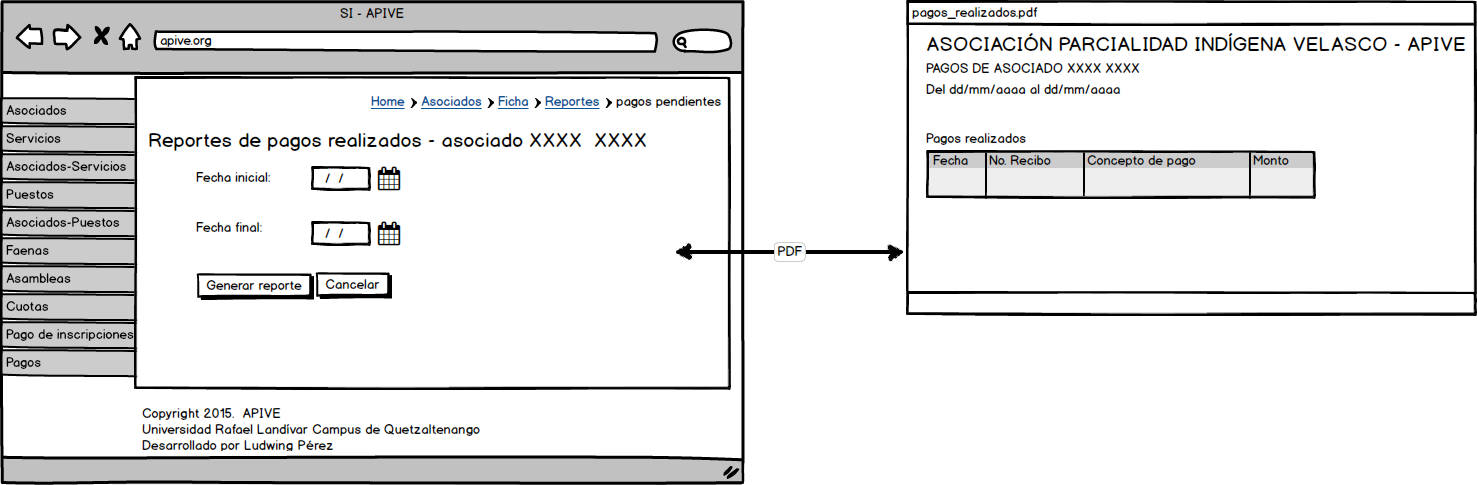 SI - APIVE
apive.org
Asociados
Servicios
Asociados-Servicios
Puestos
Asociados-Puestos
Faenas
Asambleas
Cuotas
Pago de inscripciones
Pagos
Home Asociados Ficha Reportes pagos pendientes
Reportes de pagos realizados - asociado XXXX XXXX
Fecha inicial: / /
Fecha final: / /
Generar reporte Cancelar
Copyright 2015. APIVE
Universidad Rafael Landívar Campus de Quetzaltenango
Desarrollado por Ludwing Pérez
PDF
pagos_realizados.pdf
ASOCIACIÓN PARCIALIDAD INDÍGENA VELASCO - APIVE
PAGOS DE ASOCIADO XXXX XXXX
Del dd/mm/aaaa al dd/mm/aaaa
Pagos realizados
Fecha No. Recibo Concepto de pago Monto